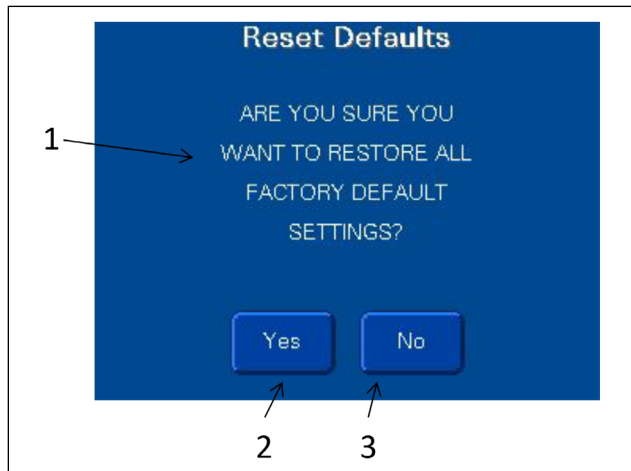 Reset Defaults
ARE YOU SURE YOU
1
WANT TO RESTORE ALL
FACTORY DEFAULT
SETTINGS?
Yes No
2 3